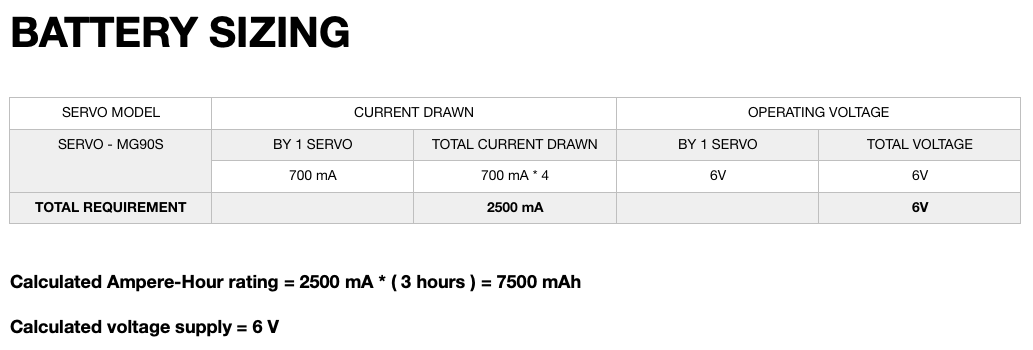 BATTERY SIZING
SERVO MODEL CURRENT DRAWN OPERATING VOLTAGE
SERVO - MG90S BY 1 SERVO TOTAL CURRENT DRAWN BY 1 SERVO TOTAL VOLTAGE
700 mA 700 mA * 4 6V 6V
TOTAL REQUIREMENT 2500 mA 6V
Calculated Ampere-Hour rating = 2500 mA * ( 3 hours ) = 7500 mAh
Calculated voltage supply = 6 V